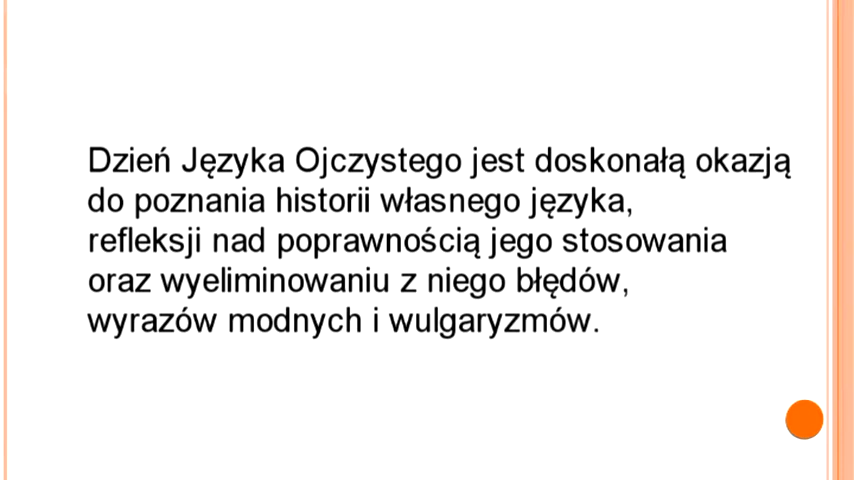 Dzień Języka Ojczystego jest doskonałą okazją
do poznania historii własnego języka,
refleksji nad poprawnością jego stosowania
oraz wyeliminowaniu z niego błędów,
wyrazów modnych i wulgaryzmów.